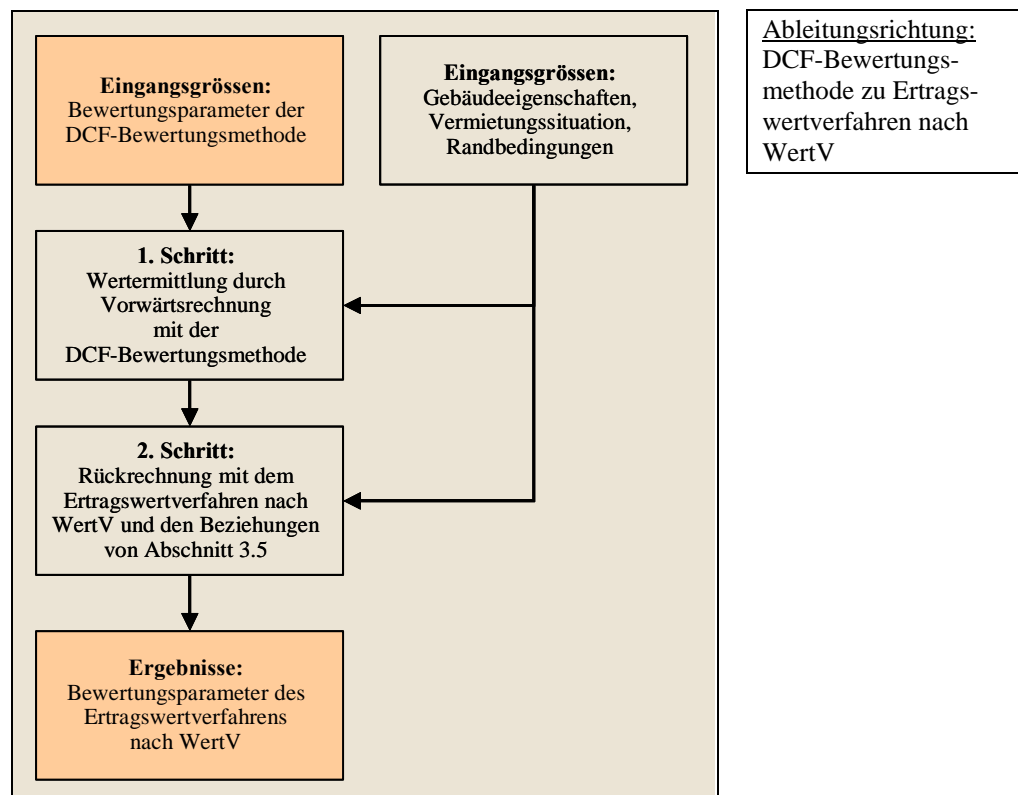 Eingangsgrössen:
Bewertungsparameter der
DCF-Bewertungsmethode
Eingangsgrössen:
Gebäudeeigenschaften,
Vermietungssituation,
Randbedingungen
Ableitungsrichtung:
DCF-Bewertungs-
methode zu Ertrags-
wertverfahren nach
WertV
1. Schritt:
Wertermittlung durch
Vorwärtsrechnung
mit der
DCF-Bewertungsmethode
2. Schritt:
Rückrechnung mit dem
Ertragswertverfahren nach
WertV und den Beziehungen
von Abschnitt 3.5
Ergebnisse:
Bewertungsparameter des
Ertragswertverfahrens
nach WertV